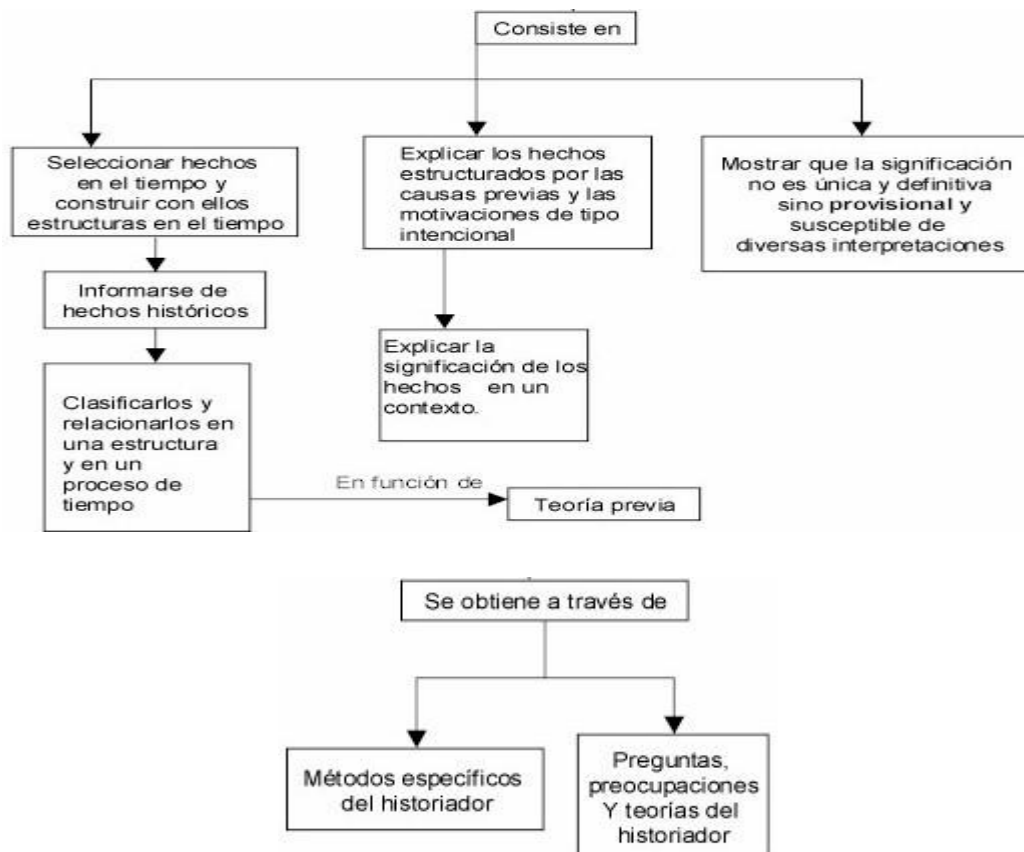 Consiste en
Seleccionar hechos
en el tiempo y
construir con ellos
estructuras en el tiempo
Explicar los hechos
estructurados por las
causas previas y las
motivaciones de tipo
intencional
Mostrar que la significación
no es única y definitiva
sino provisional y
susceptible de
diversas interpretaciones
Informarse de
hechos históricos
Explicar la
significación de los
hechos en un
contexto.
Clasificarlos y
relacionarlos en
una estructura
y en un
proceso de
tiempo
En función de
Teoría previa
Se obtiene a través de
Métodos específicos
del historiador
Preguntas,
preocupaciones
Y teorías del
historiador